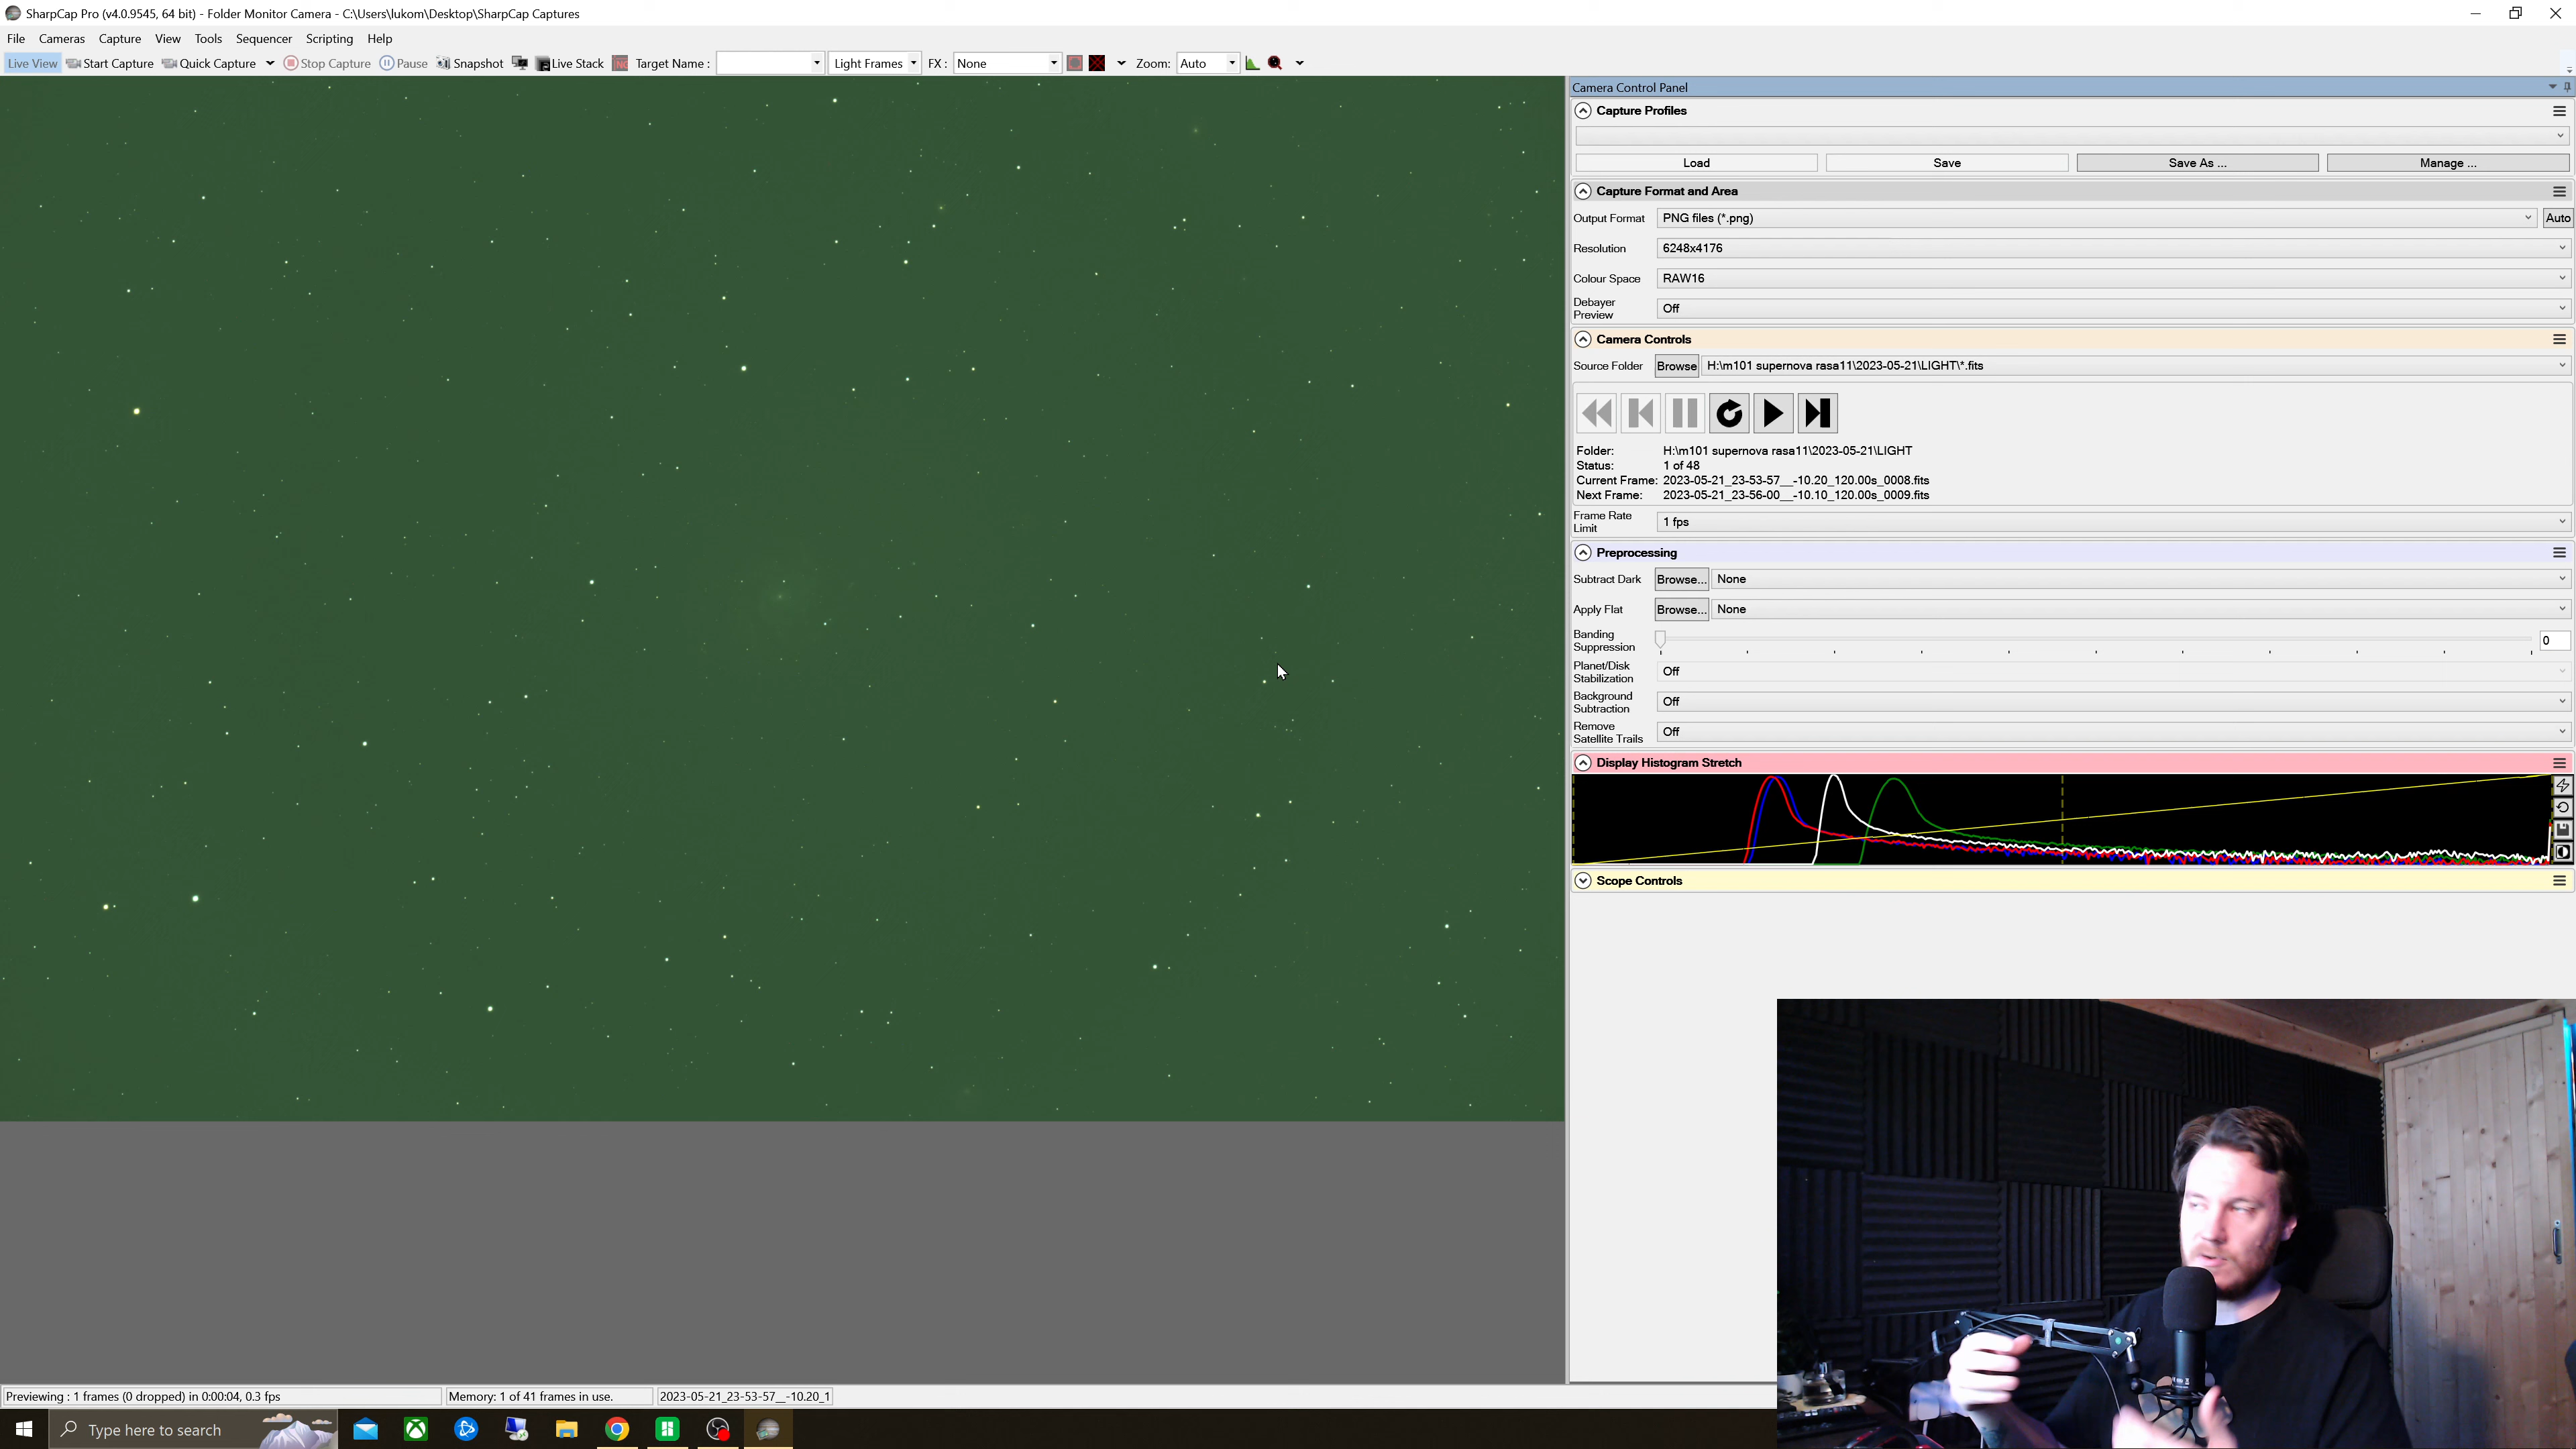 SharpCap Pro (v4.0.9545, 64 bit) - Folder Monitor Camera - C:\Users\lukom\Desktop\SharpCap Captures
File Cameras Capture View Tools Sequencer Scripting Help
Live View Start Capture Quick Capture Stop Capture Pause Snapshot Live Stack Target Name : Light Frames FX : None Zoom: Auto
Camera Control Panel
Capture Profiles
Load Save Save As ... Manage ...
Capture Format and Area
Output Format PNG files (*.png) Auto
Resolution 6248x4176
Colour Space RAW16
Debayer
Preview Off
Camera Controls
Source Folder Browse H:\m101 supernova rasa11\2023-05-21\LIGHT\*.fits
Folder: H:\m101 supernova rasa11\2023-05-21\LIGHT
Status: 1 of 48
Current Frame: 2023-05-21_23-53-57__-10.20_120.00s_0008.fits
Next Frame: 2023-05-21_23-56-00__-10.10_120.00s_0009.fits
Frame Rate
Limit 1 fps
Preprocessing
Subtract Dark Browse... None
Apply Flat Browse... None
Banding
Suppression 0
Planet/Disk
Stabilization Off
Background
Subtraction Off
Remove
Satellite Trails Off
Display Histogram Stretch
Scope Controls
Previewing : 1 frames (0 dropped) in 0:00:04, 0.3 fps Memory: 1 of 41 frames in use. 2023-05-21_23-53-57__-10.20_1
Type here to search